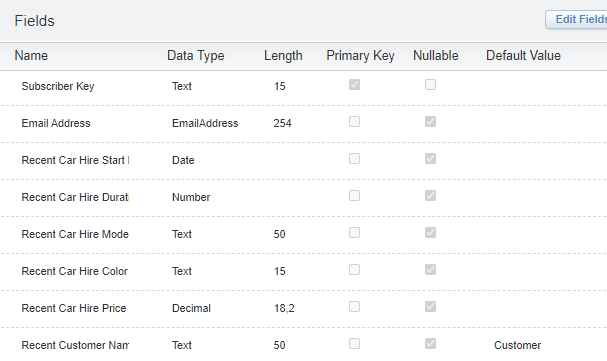 Fields Edit Fields
Name Data Type Length Primary Key Nullable Default Value
Subscriber Key Text 15
Email Address EmailAddress 254
Recent Car Hire Start Date
Recent Car Hire Durati Number
Recent Car Hire Mode Text 50
Recent Car Hire Color Text 15
Recent Car Hire Price Decimal 18,2
Recent Customer Nam Text 50 Customer